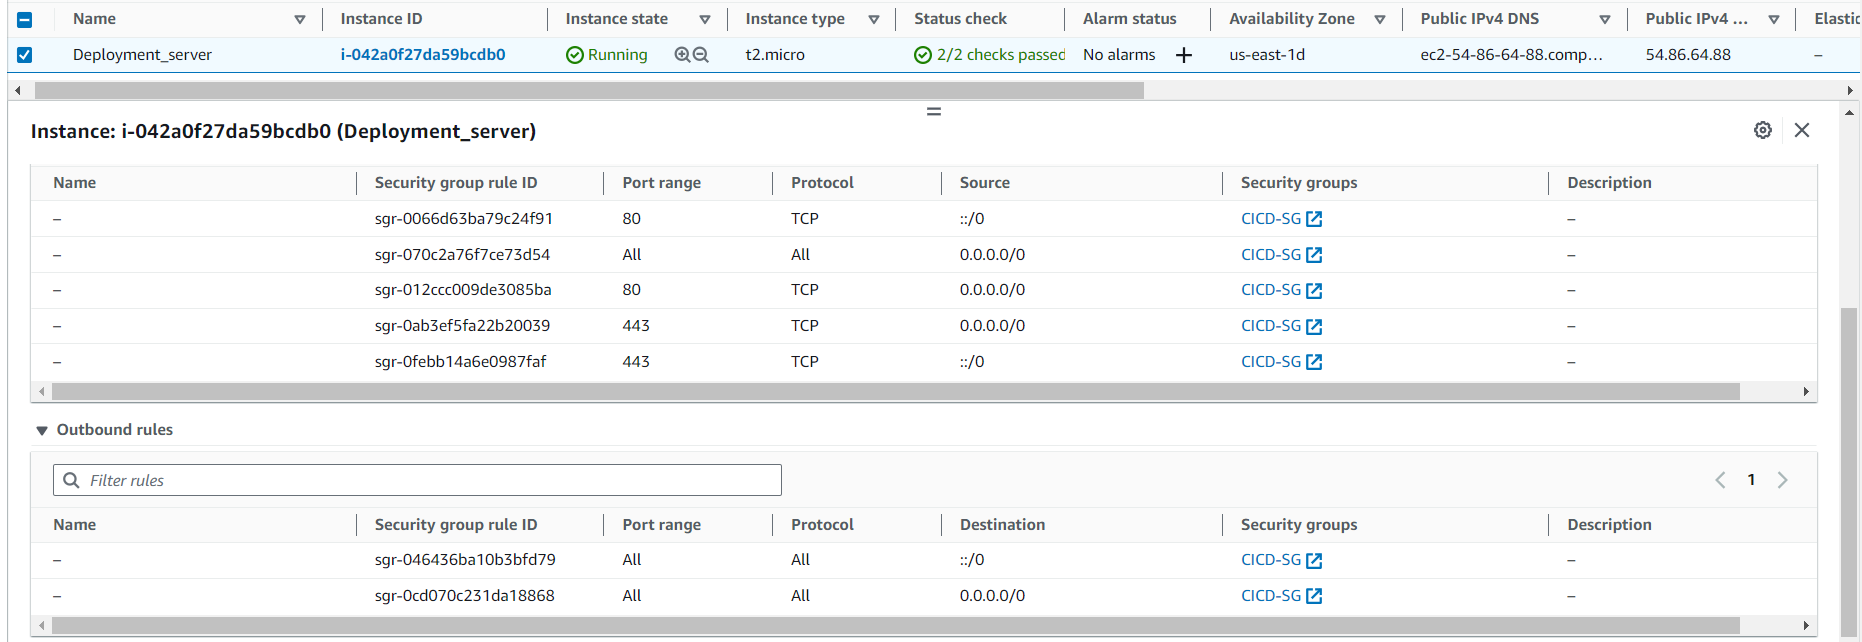 Name Instance ID Instance state Instance type Status check Alarm status Availability Zone Public IPv4 DNS Public IPv4 ... Elastic
Deployment_server i-042a0f27da59bcdb0 Running t2.micro 2/2 checks passed No alarms + us-east-1d ec2-54-86-64-88.comp... 54.86.64.88 –
Instance: i-042a0f27da59bcdb0 (Deployment_server)
Name Security group rule ID Port range Protocol Source Security groups Description
– sgr-0066d63ba79c24f91 80 TCP ::/0 CICD-SG –
– sgr-070c2a76f7ce73d54 All All 0.0.0.0/0 CICD-SG –
– sgr-012ccc009de3085ba 80 TCP 0.0.0.0/0 CICD-SG –
– sgr-0ab3ef5fa22b20039 443 TCP 0.0.0.0/0 CICD-SG –
– sgr-0febb14a6e0987faf 443 TCP ::/0 CICD-SG –
Outbound rules
Filter rules 1
Name Security group rule ID Port range Protocol Destination Security groups Description
– sgr-046436ba10b3bfd79 All All ::/0 CICD-SG –
– sgr-0cd070c231da18868 All All 0.0.0.0/0 CICD-SG –